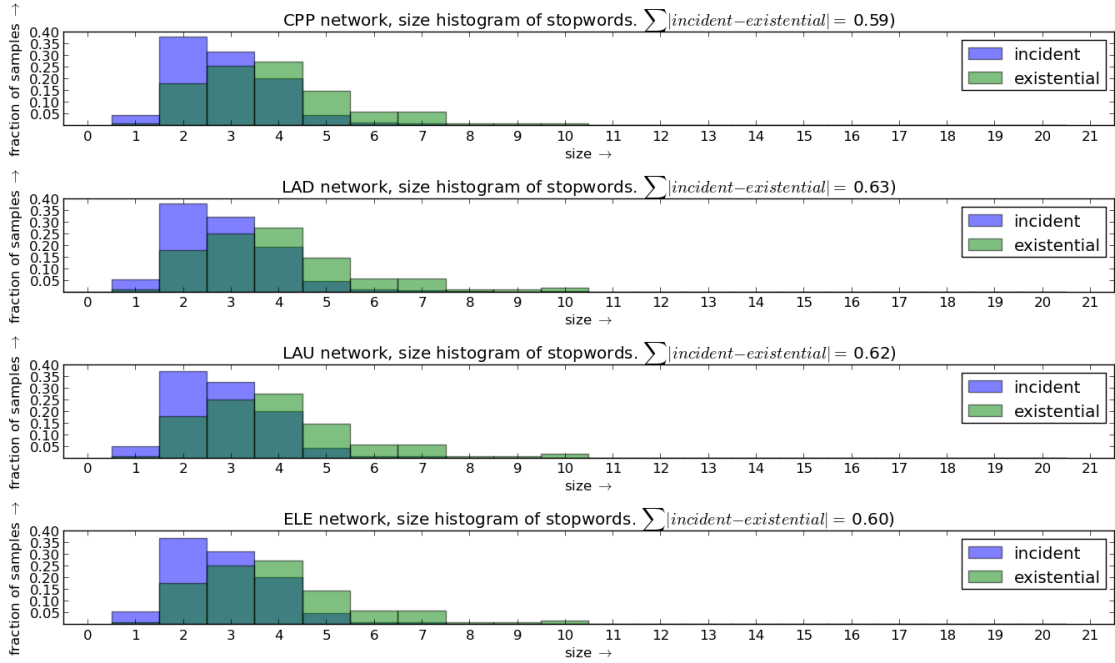 CPP network, size histogram of stopwords. ∑|incident−existential| = 0.59)
fraction of samples →
0.40
0.35
0.30
0.25
0.20
0.15
0.10
0.05
incident
existential
0 1 2 3 4 5 6 7 8 9 10 11 12 13 14 15 16 17 18 19 20 21
size →
LAD network, size histogram of stopwords. ∑|incident−existential| = 0.63)
fraction of samples →
0.40
0.35
0.30
0.25
0.20
0.15
0.10
0.05
incident
existential
0 1 2 3 4 5 6 7 8 9 10 11 12 13 14 15 16 17 18 19 20 21
size →
LAU network, size histogram of stopwords. ∑|incident−existential| = 0.62)
fraction of samples →
0.40
0.35
0.30
0.25
0.20
0.15
0.10
0.05
incident
existential
0 1 2 3 4 5 6 7 8 9 10 11 12 13 14 15 16 17 18 19 20 21
size →
ELE network, size histogram of stopwords. ∑|incident−existential| = 0.60)
fraction of samples →
0.40
0.35
0.30
0.25
0.20
0.15
0.10
0.05
incident
existential
0 1 2 3 4 5 6 7 8 9 10 11 12 13 14 15 16 17 18 19 20 21
size →